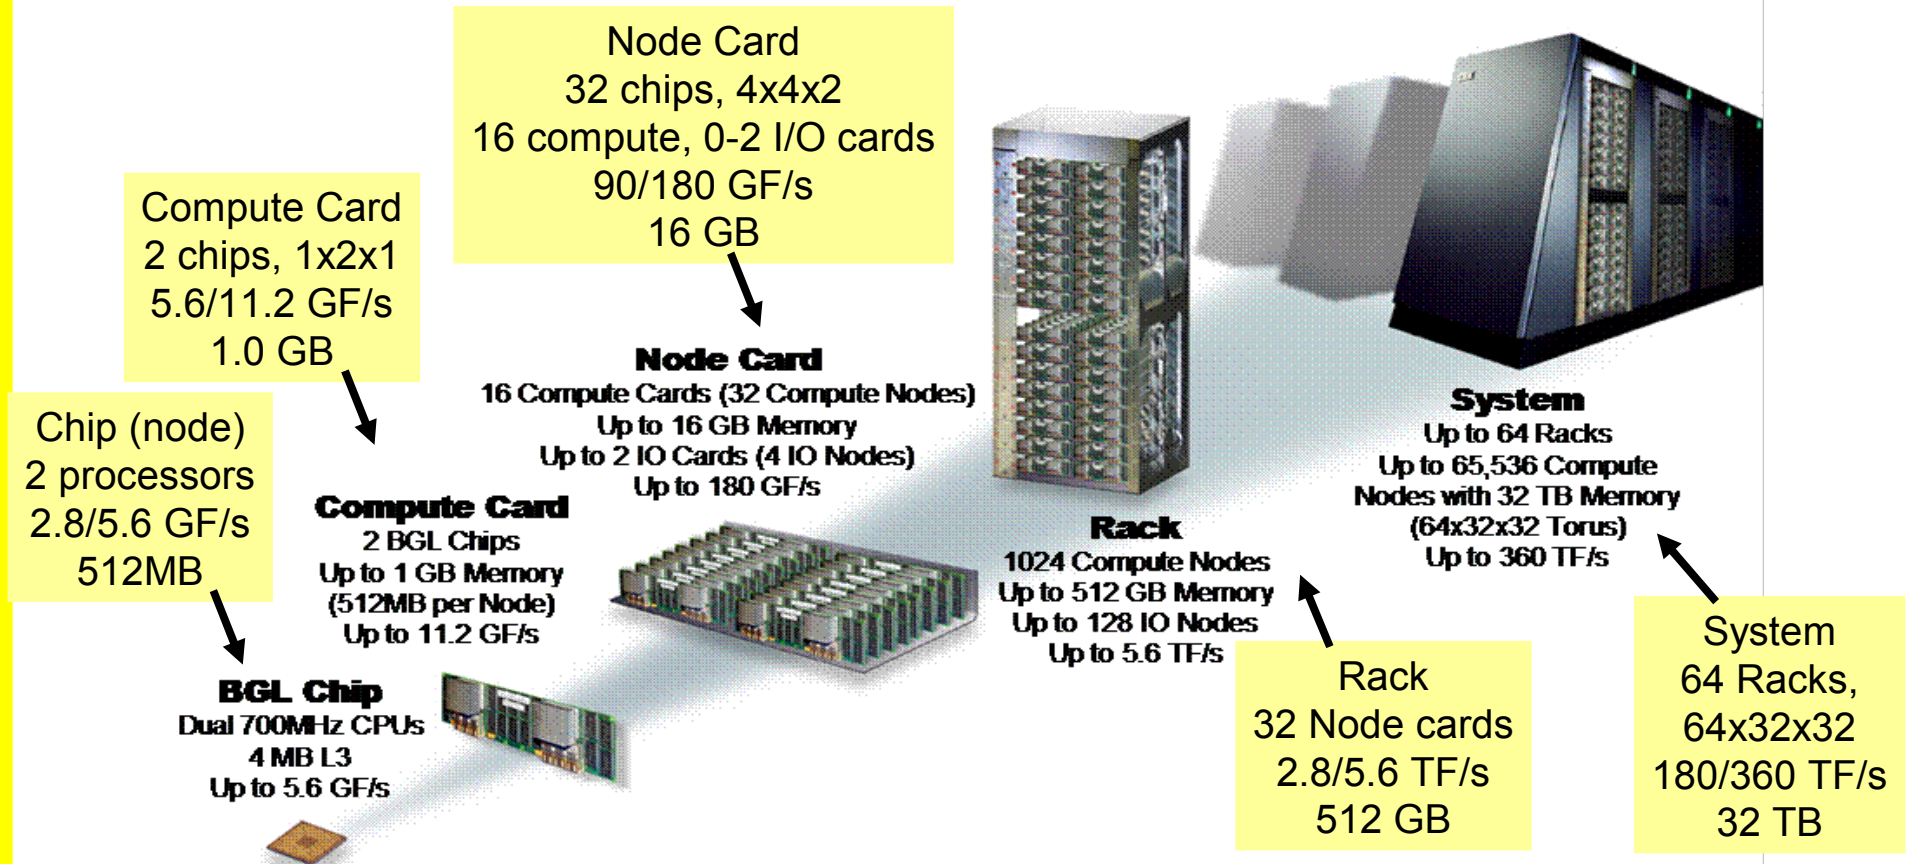 Node Card
32 chips, 4x4x2
16 compute, 0-2 I/O cards
90/180 GF/s
16 GB
Compute Card
2 chips, 1x2x1
5.6/11.2 GF/s
1.0 GB
Chip (node)
2 processors
2.8/5.6 GF/s
512MB
Node Card
16 Compute Cards (32 Compute Nodes)
Up to 16 GB Memory
Up to 2 IO Cards (4 IO Nodes)
Up to 180 GF/s
Compute Card
2 BGL Chips
Up to 1 GB Memory
(512MB per Node)
Up to 11.2 GF/s
BGL Chip
Dual 700MHz CPUs
4 MB L3
Up to 5.6 GF/s
Rack
1024 Compute Nodes
Up to 512 GB Memory
Up to 128 IO Nodes
Up to 5.6 TF/s
System
Up to 64 Racks
Up to 65,536 Compute
Nodes with 32 TB Memory
(64x32x32 Torus)
Up to 360 TF/s
Rack
32 Node cards
2.8/5.6 TF/s
512 GB
System
64 Racks,
64x32x32
180/360 TF/s
32 TB